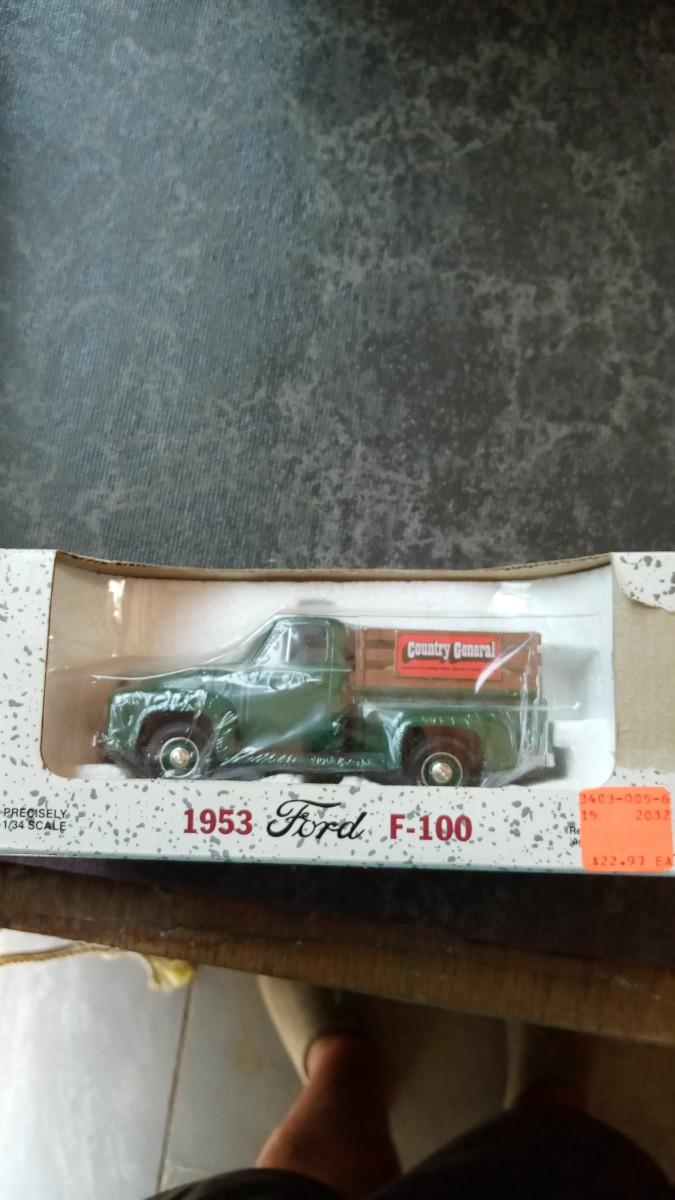 Country General
PRECISELY
1/34 SCALE
1953 Ford F-100
3403-005-6
15 2032
$22.97 EA